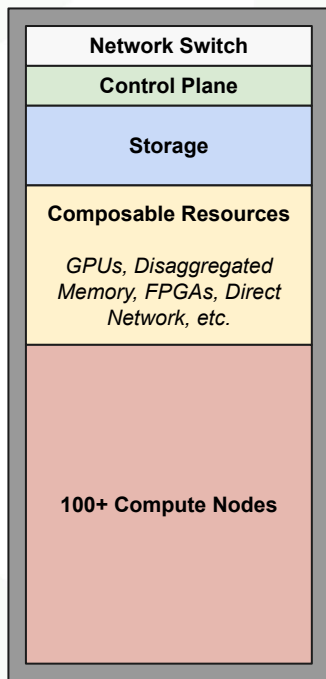 Network Switch
Control Plane
Storage
Composable Resources
GPUs, Disaggregated
Memory, FPGAs, Direct
Network, etc.
100+ Compute Nodes